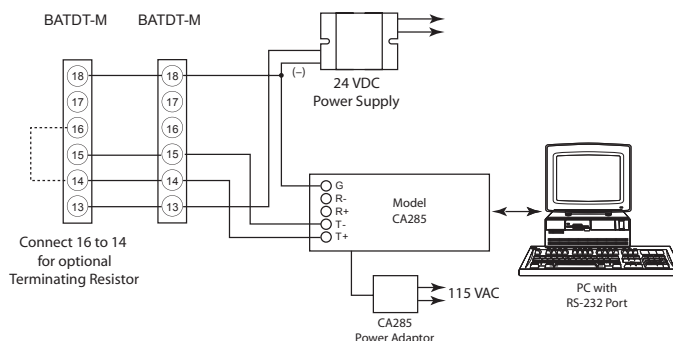 BATDT-M
BATDT-M
18
17
16
15
14
13
18
17
16
15
14
13
Connect 16 to 14
for optional
Terminating Resistor
(–)
24 VDC
Power Supply
G
R-
R+
T-
T+
Model
CA285
115 VAC
CA285
Power Adaptor
PC with
RS-232 Port